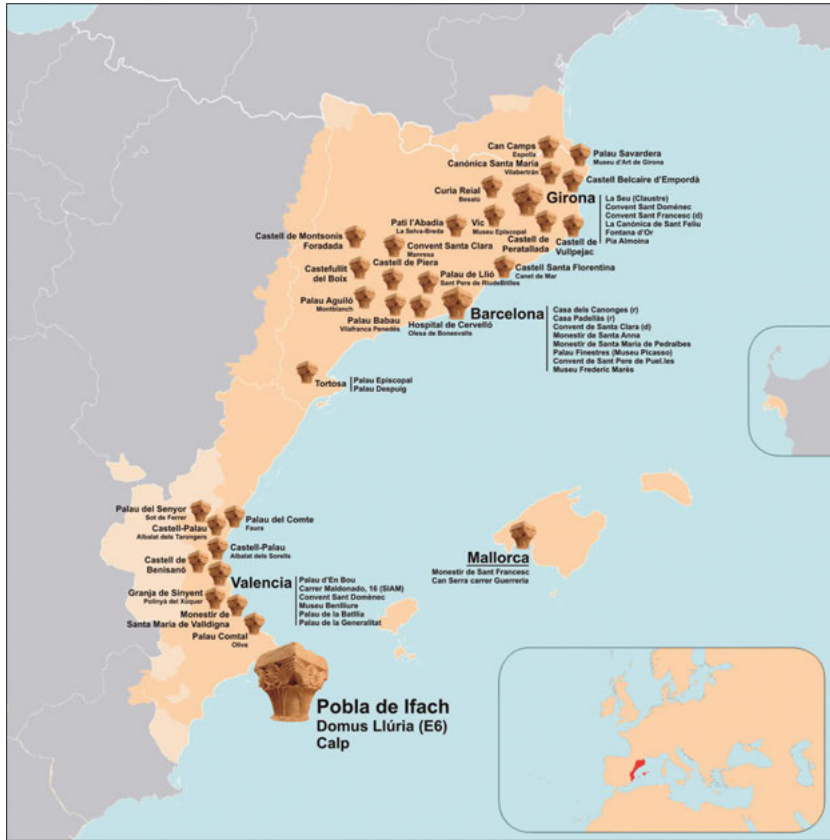 Can Camps
Espolla
Palau Savardera
Museu d'Art de Girona
Canónica Santa María
Vilabertrán
Castell Belcaire d'Empordà
Curia Reial
Besalú
Girona
La Seu (Claustre)
Convent Sant Doménec
Convent Sant Francesc (d)
La Canònica de Sant Feliu
Fontana d'Or
Pia Almoina
Pati l'Abadia
La Selva-Breda
Vic
Museu Episcopal
Castell de
Peratallada
Castell de
Vullpejac
Castell de Montsonis
Foradada
Convent Santa Clara
Manresa
Castell de Piera
Castefullit
del Boix
Palau de Llió
Sant Pere de Riudebitlles
Castell Santa Florentina
Canet de Mar
Palau Aguiló
Montblanch
Palau Babau
Vilafranca Penedés
Hospital de Cervelló
Olesa de Bonesvalls
Barcelona
Casa dels Canonges (r)
Casa Padellàs (r)
Convent de Santa Clara (d)
Monestir de Santa Anna
Monestir de Santa María de Pedralbes
Palau Finestres (Museu Picasso)
Convent de Sant Pere de Puel.les
Museu Frederic Marès
Tortosa
Palau Episcopal
Palau Despuig
Palau del Senyor
Sot de Ferrer
Palau del Comte
Faura
Castell-Palau
Albalat dels Tarongers
Castell-Palau
Albalat dels Sorells
Castell de
Benisanó
Valencia
Palau d'En Bou
Carrer Maldonado, 16 (SIAM)
Convent Sant Domènec
Museu Benlliure
Palau de la Batllia
Palau de la Generalitat
Granja de Sinyent
Polinyà del Xúquer
Monestir de
Santa Maria de Valldigna
Palau Comtal
Oliva
Mallorca
Monestir de Sant Francesc
Can Serra carrer Guerreria
Pobla de Ifach
Domus Llúria (E6)
Calp